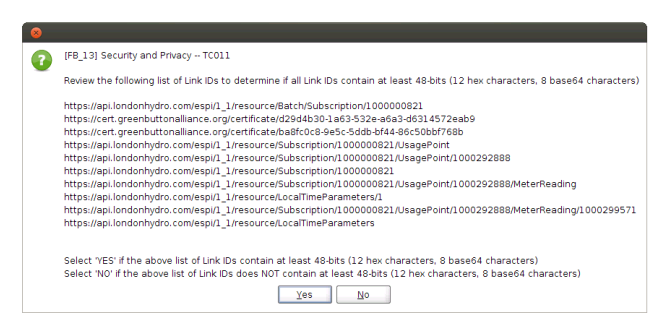 [FB_13] Security and Privacy -- TC011
Review the following list of Link IDs to determine if all Link IDs contain at least 48-bits (12 hex characters, 8 base64 characters)
https://api.londonhydro.com/espi/1_1/resource/Batch/Subscription/1000000821
https://cert.greenbuttonalliance.org/certificate/d29d4b30-1a63-532e-a6a3-d6314572eab9
https://cert.greenbuttonalliance.org/certificate/ba8fc0c8-9e5c-5ddb-bf44-86c50bbf768b
https://api.londonhydro.com/espi/1_1/resource/Subscription/1000000821/UsagePoint
https://api.londonhydro.com/espi/1_1/resource/Subscription/1000000821/UsagePoint/1000292888
https://api.londonhydro.com/espi/1_1/resource/Subscription/1000000821
https://api.londonhydro.com/espi/1_1/resource/Subscription/1000000821/UsagePoint/1000292888/MeterReading
https://api.londonhydro.com/espi/1_1/resource/LocalTimeParameters/1
https://api.londonhydro.com/espi/1_1/resource/Subscription/1000000821/UsagePoint/1000292888/MeterReading/1000299571
https://api.londonhydro.com/espi/1_1/resource/LocalTimeParameters
Select 'YES' if the above list of Link IDs contain at least 48-bits (12 hex characters, 8 base64 characters)
Select 'NO' if the above list of Link IDs does NOT contain at least 48-bits (12 hex characters, 8 base64 characters)
Yes No